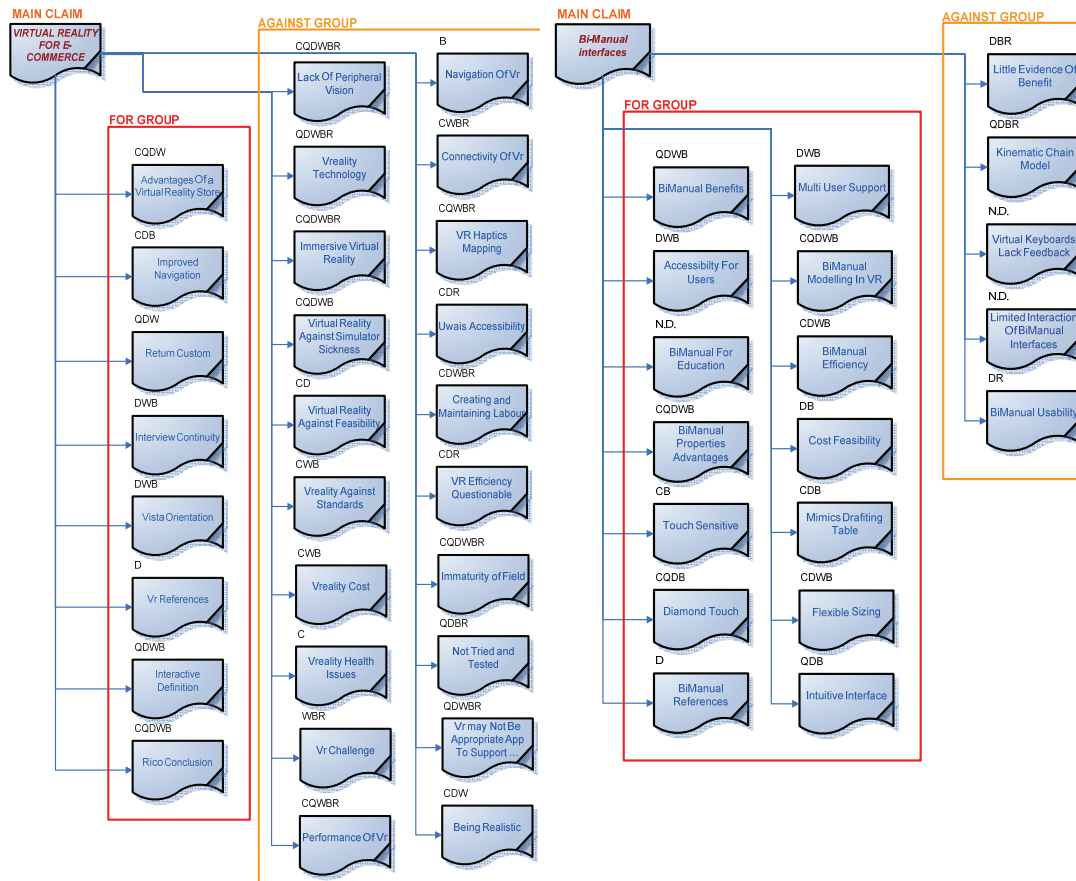 MAIN CLAIM
VIRTUAL REALITY
FOR E-
COMMERCE
FOR GROUP
CQDW
Advantages Of a
Virtual Reality Store
CDB
Improved
Navigation
QDW
Return Custom
DWB
Interview Continuity
DWB
Vista Orientation
D
Vr References
QDWB
Interactive
Definition
CQDWB
Rico Conclusion
AGAINST GROUP
CQDWBR
Lack Of Peripheral
Vision
QDWBR
Vreality
Technology
CQDWBR
Immersive Virtual
Reality
CQDWB
Virtual Reality
Against Simulator
Sickness
CD
Virtual Reality
Against Feasibility
CWB
Vreality Against
Standards
CWB
Vreality Cost
C
Vreality Health
Issues
WBR
Vr Challenge
CQWBR
Performance Of Vr
B
Navigation Of Vr
CWBR
Connectivity Of Vr
CQWBR
VR Haptics
Mapping
CDR
Uwais Accessibility
CDWBR
Creating and
Maintaining Labour
CDR
VR Efficiency
Questionable
CQDWBR
Immaturity of Field
QDBR
Not Tried and
Tested
QDWBR
Vr may Not Be
Appropriate App
To Support ...
CDW
Being Realistic
MAIN CLAIM
Bi-Manual
interfaces
FOR GROUP
QDWB
BiManual Benefits
DWB
Accessibilty For
Users
N.D.
BiManual For
Education
CQDWB
BiManual
Properties
Advantages
CB
Touch Sensitive
CQDB
Diamond Touch
D
BiManual
References
DWB
Multi User Support
CQDWB
BiManual
Modelling In VR
CDWB
BiManual
Efficiency
DB
Cost Feasibility
CDB
Mimics Drafiting
Table
CDWB
Flexible Sizing
QDB
Intuitive Interface
AGAINST GROUP
DBR
Little Evidence Of
Benefit
QDBR
Kinematic Chain
Model
N.D.
Virtual Keyboards
Lack Feedback
N.D.
Limited Interaction
Of BiManual
Interfaces
DR
BiManual Usability